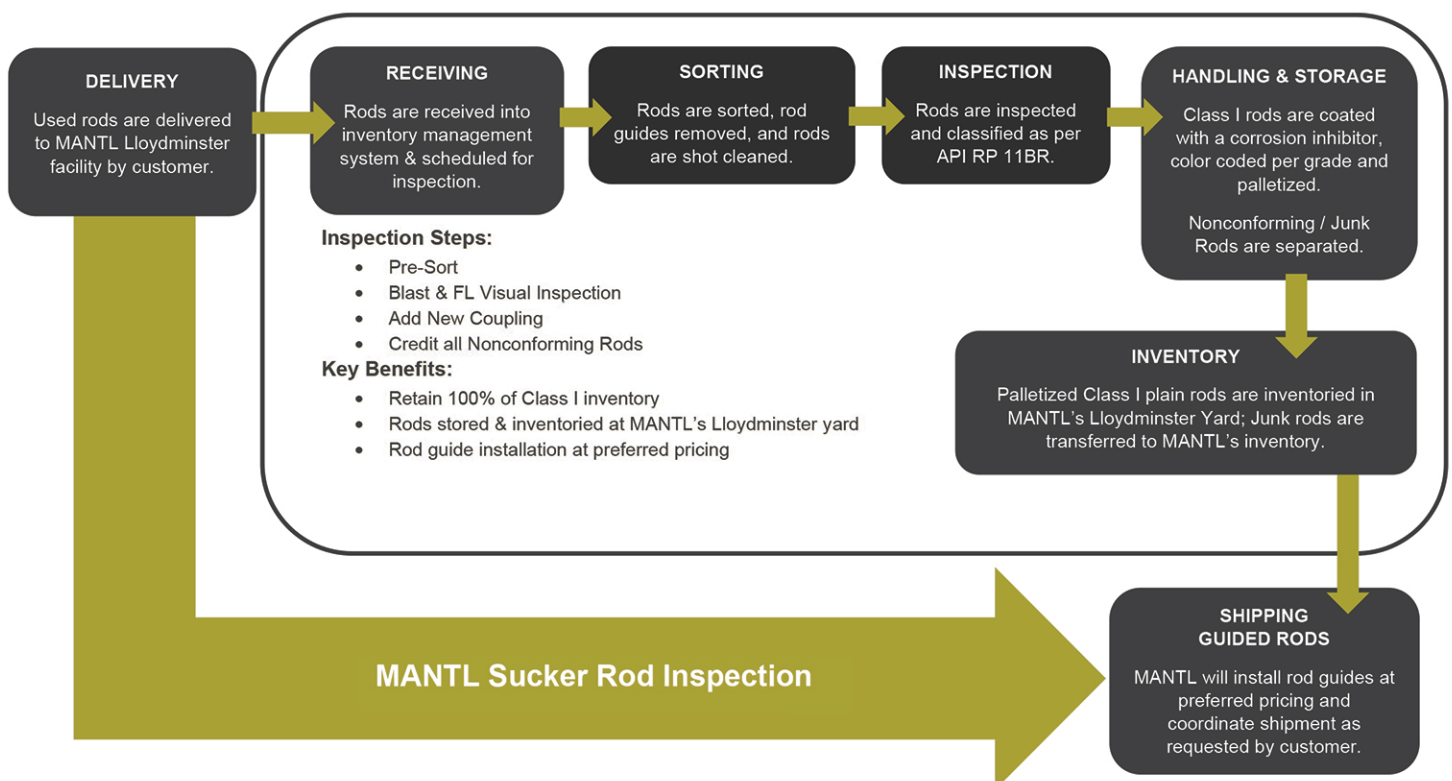 DELIVERY
Used rods are delivered
to MANTL Lloydminster
facility by customer.
RECEIVING
Rods are received into
inventory management
system & scheduled for
inspection.
SORTING
Rods are sorted, rod
guides removed, and rods
are shot cleaned.
INSPECTION
Rods are inspected
and classified as per
API RP 11BR.
HANDLING & STORAGE
Class I rods are coated
with a corrosion inhibitor,
color coded per grade and
palletized.
Nonconforming / Junk
Rods are separated.
Inspection Steps:
• Pre-Sort
• Blast & FL Visual Inspection
• Add New Coupling
• Credit all Nonconforming Rods
Key Benefits:
• Retain 100% of Class I inventory
• Rods stored & inventoried at MANTL's Lloydminster yard
• Rod guide installation at preferred pricing
INVENTORY
Palletized Class I plain rods are inventoried in
MANTL's Lloydminster Yard; Junk rods are
transferred to MANTL's inventory.
MANTL Sucker Rod Inspection
SHIPPING
GUIDED RODS
MANTL will install rod guides at
preferred pricing and
coordinate shipment as
requested by customer.